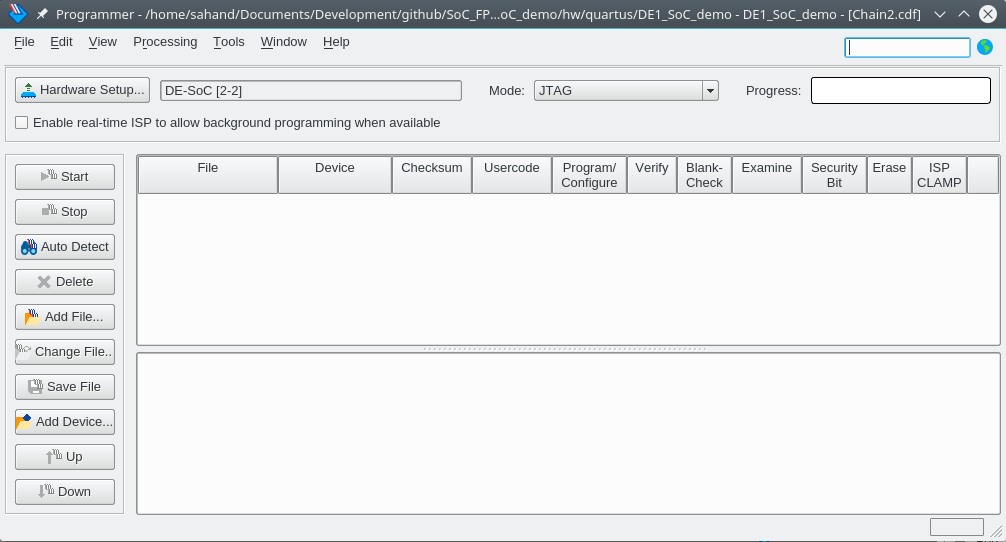 Programmer - /home/sahand/Documents/Development/github/SoC_FP...oC_demo/hw/quartus/DE1_SoC_demo - DE1_SoC_demo - [Chain2.cdf]
File Edit View Processing Tools Window Help
Hardware Setup... DE-SoC [2-2] Mode: JTAG Progress:
Enable real-time ISP to allow background programming when available
Start
Stop
Auto Detect
Delete
Add File...
Change File..
Save File
Add Device...
Up
Down
File Device Checksum Usercode Program/ Verify Blank- Examine Security Erase ISP
Configure Check Bit CLAMP